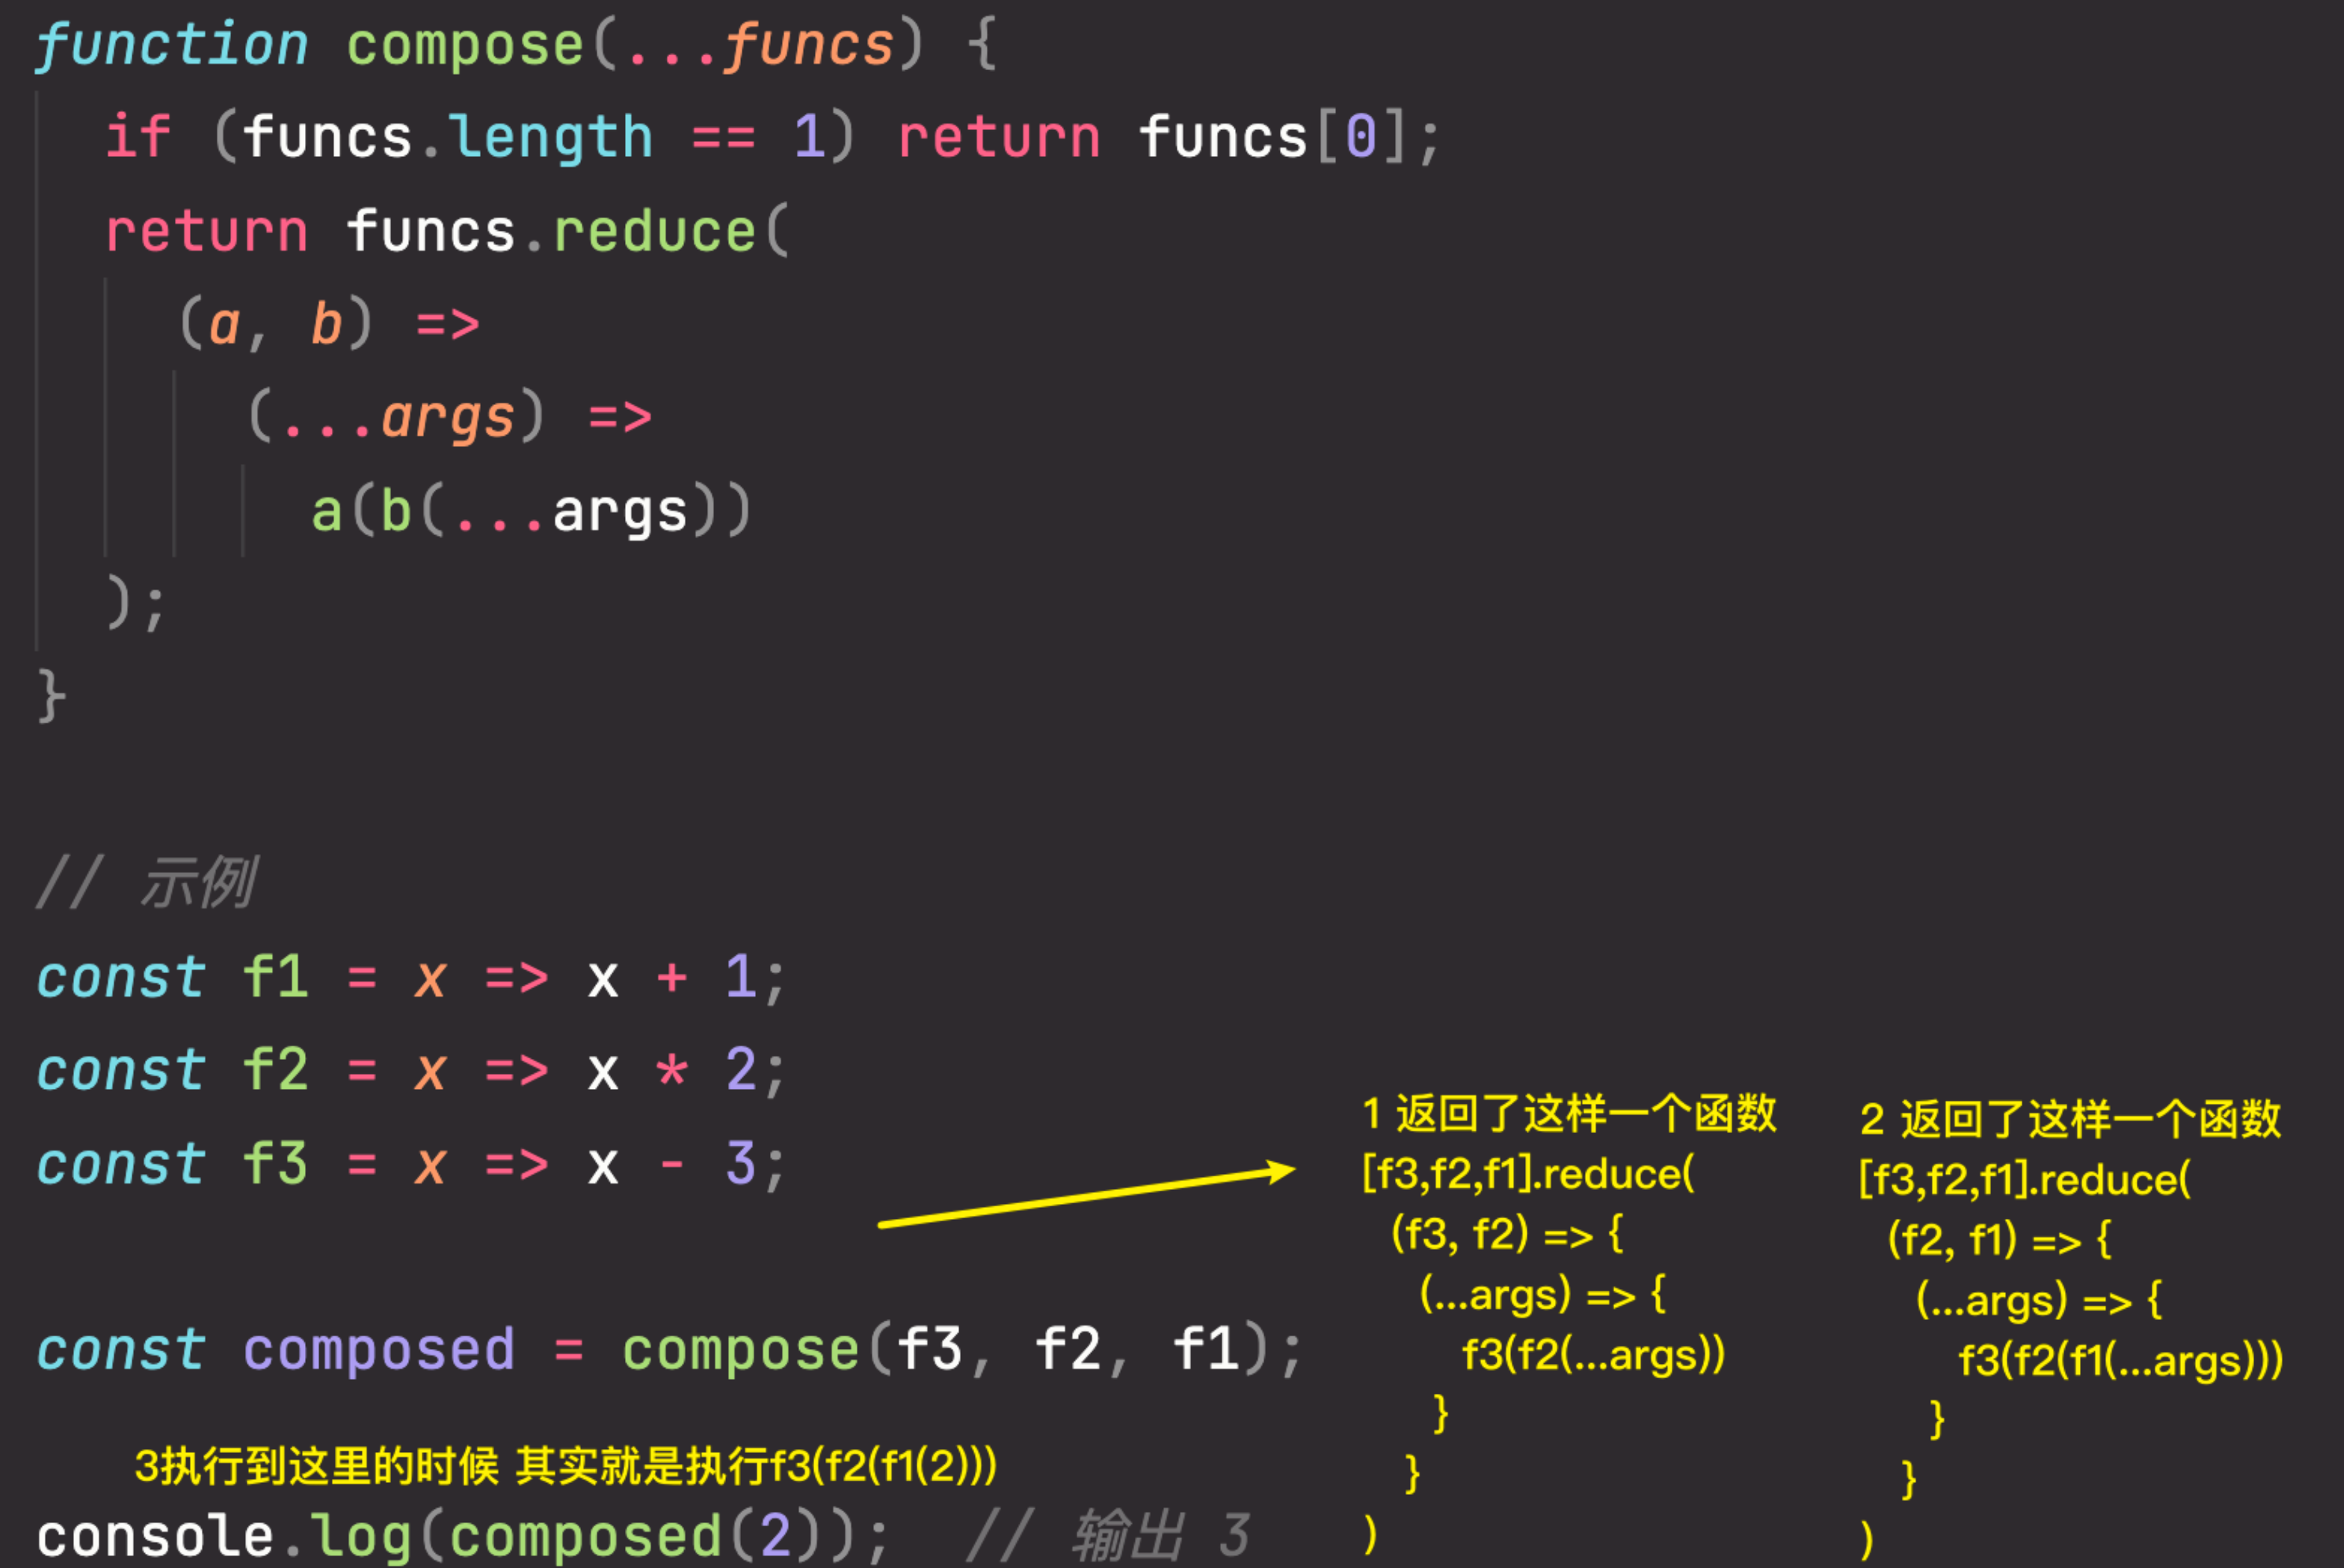 function compose(...funcs) {
if (funcs.length == 1) return funcs[0];
return funcs.reduce(
(a, b) =>
(...args) =>
a(b(...args))
);
}
// 示例
const f1 = x => x + 1;
const f2 = x => x * 2;
const f3 = x => x - 3;
const composed = compose(f3, f2, f1);
3执行到这里的时候 其实就是执行f3(f2(f1(2)))
console.log(composed(2)); // 输出 3
1 返回了这样一个函数
[f3,f2,f1].reduce(
(f3, f2) => {
(...args) => {
f3(f2(...args))
}
}
)
2 返回了这样一个函数
[f3,f2,f1].reduce(
(f2, f1) => {
(...args) => {
f3(f2(f1(...args)))
}
}
)